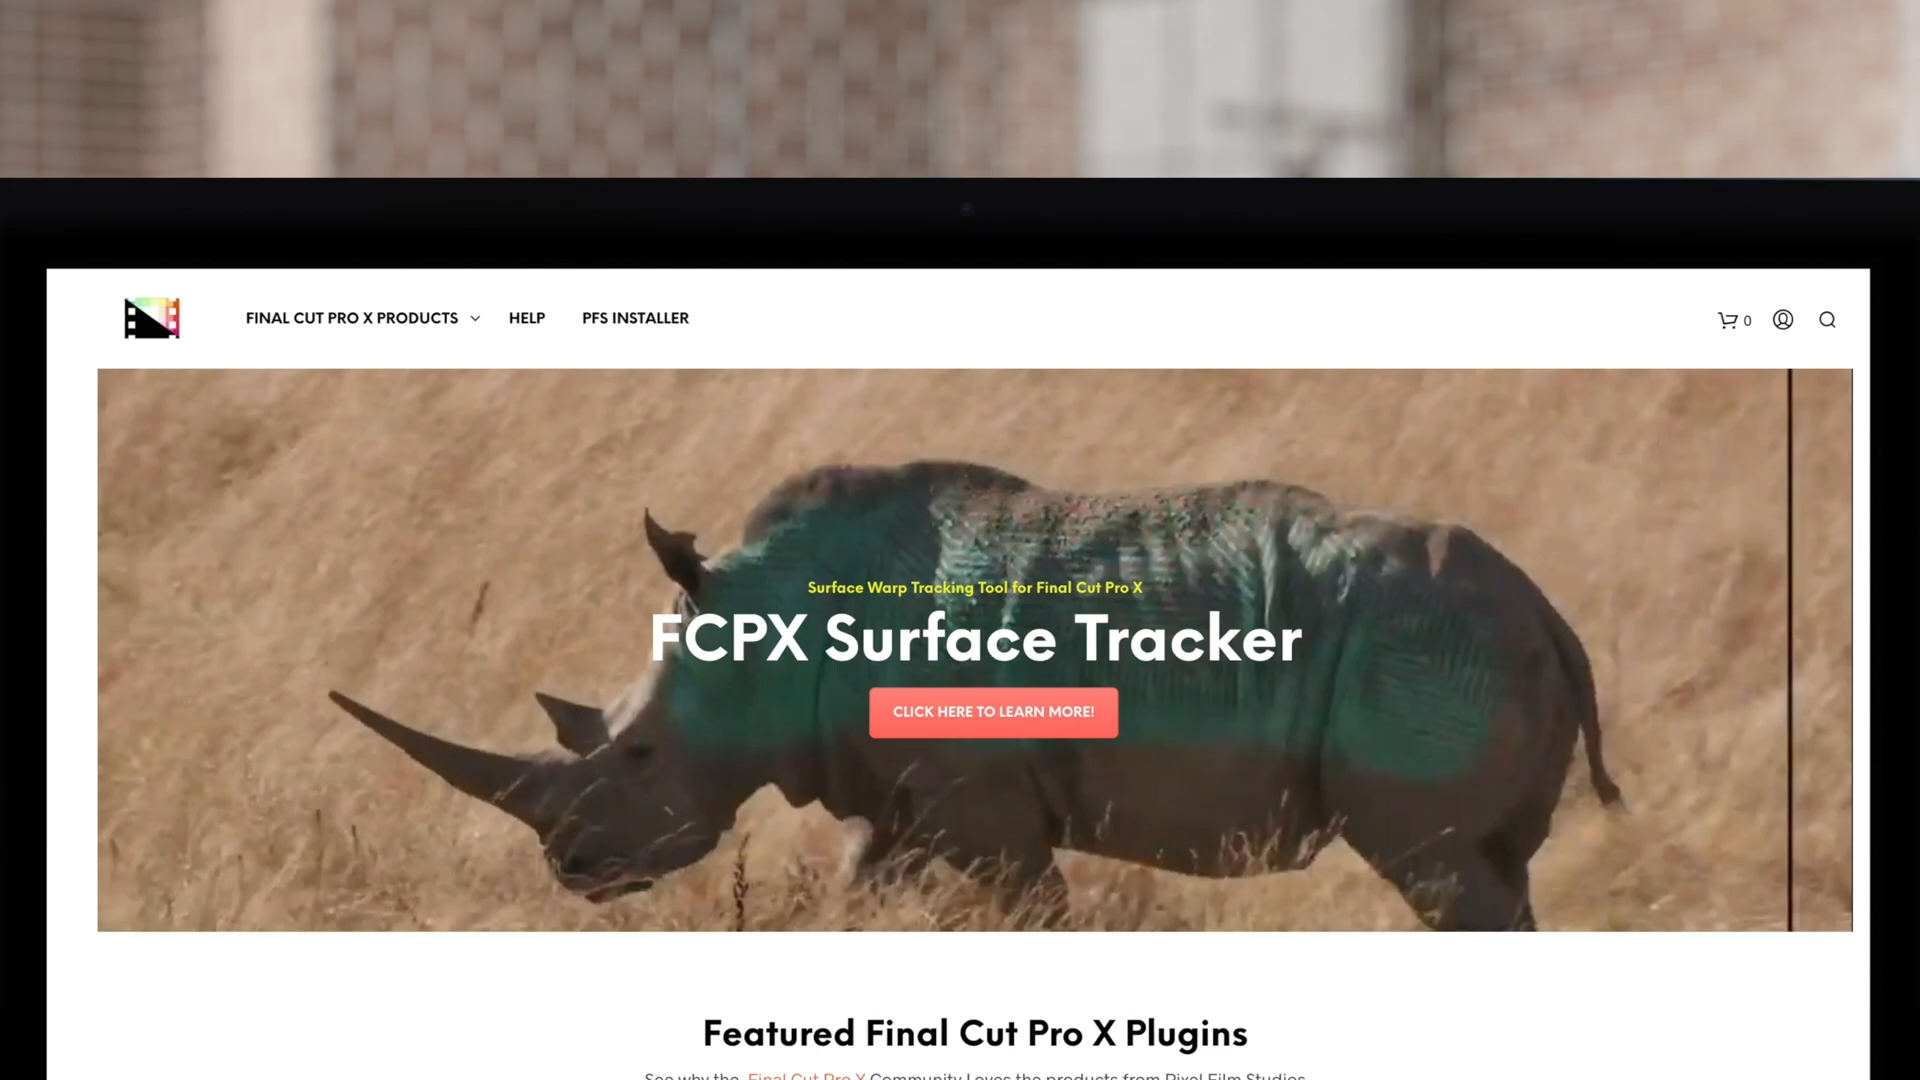 FINAL CUT PRO X PRODUCTS HELP PFS INSTALLER 0
Surface Warp Tracking Tool for Final Cut Pro X
FCPX Surface Tracker
CLICK HERE TO LEARN MORE!
Featured Final Cut Pro X Plugins
See why the Final Cut Pro X Community Loves the products from Pixel Film Studios